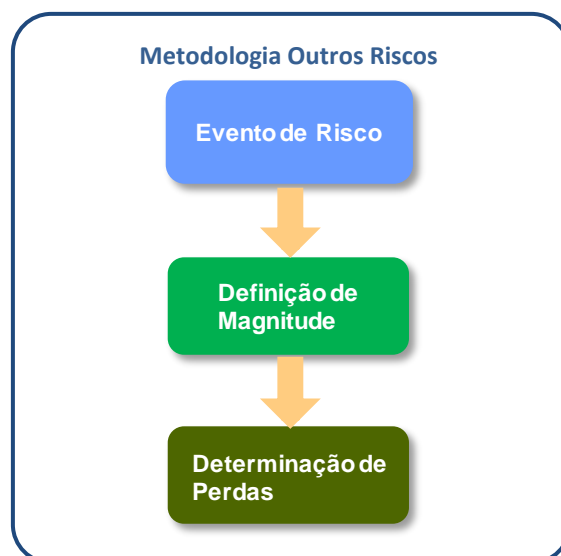 Metodologia Outros Riscos
Evento de Risco
Definição de
Magnitude
Determinação de
Perdas